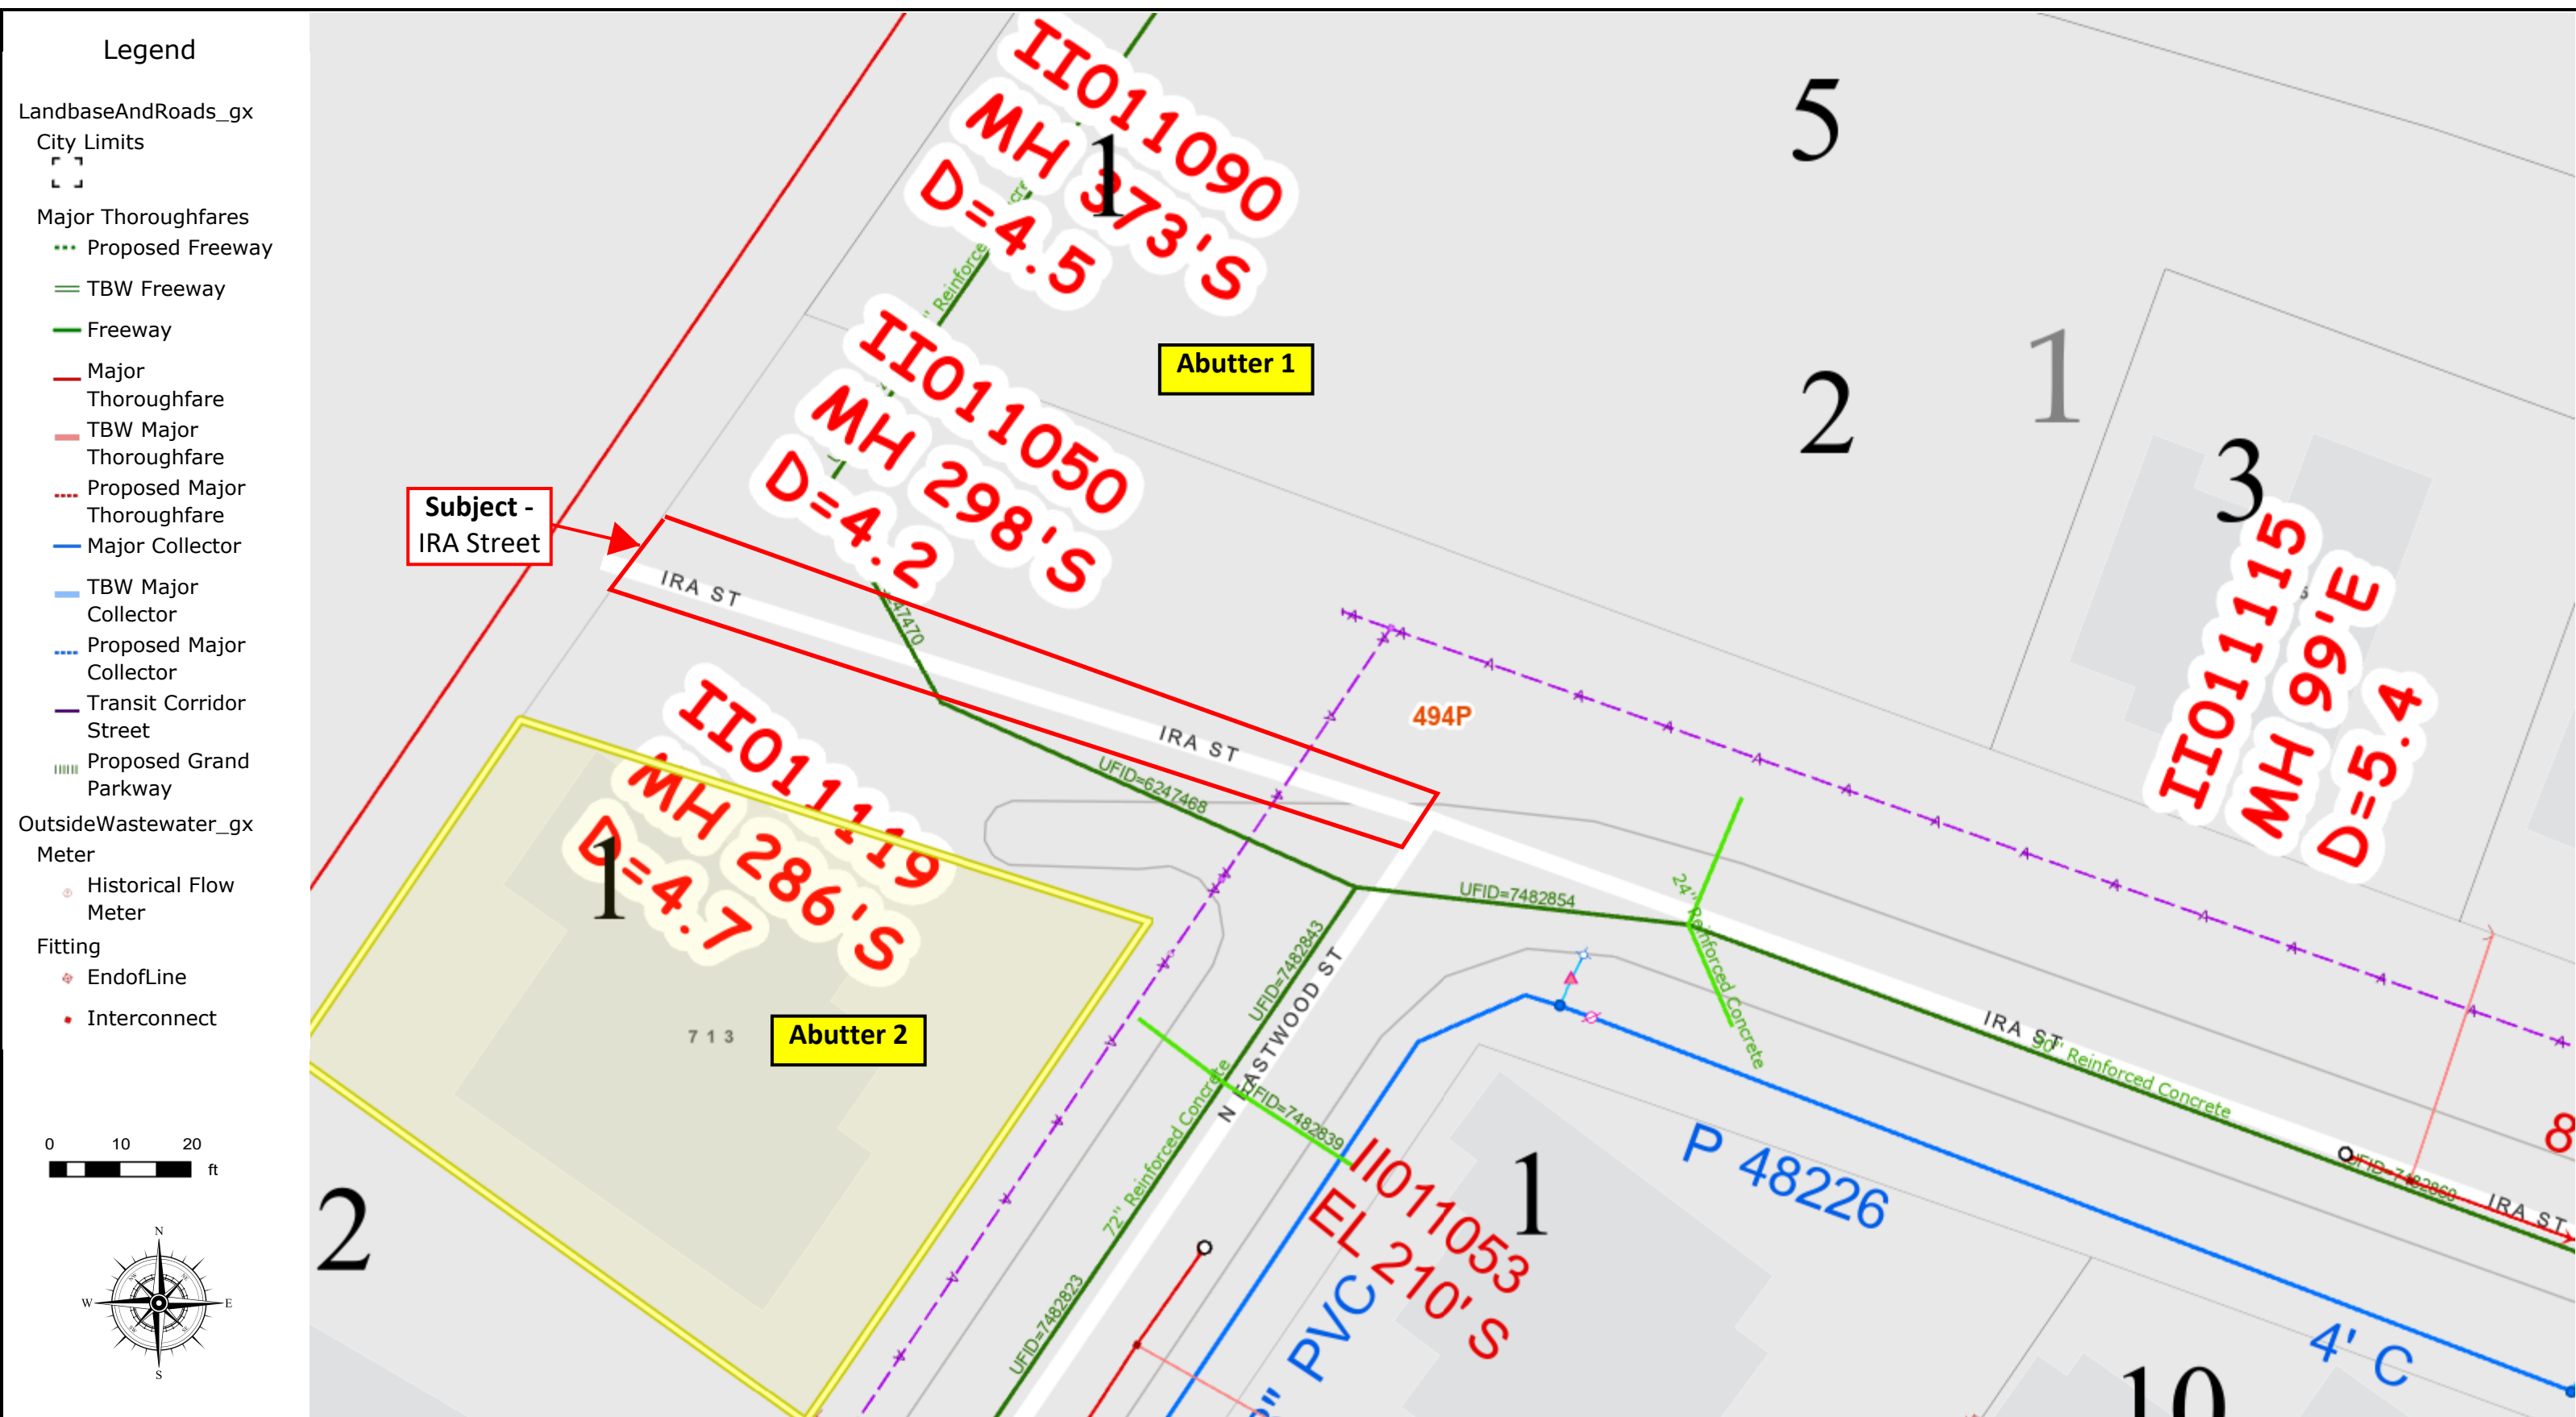 Legend
LandbaseAndRoads_gx
City Limits
Major Thoroughfares
Proposed Freeway
TBW Freeway
Freeway
Major
Thoroughfare
TBW Major
Thoroughfare
Proposed Major
Thoroughfare
Major Collector
TBW Major
Collector
Proposed Major
Collector
Transit Corridor
Street
Proposed Grand
Parkway
OutsideWastewater_gx
Meter
Historical Flow
Meter
Fitting
EndofLine
Interconnect
0 10 20
ft
N
W E
S
II011090
MH 373'S
D=4.5
1
5
" Reinforce
Abutter 1
II011050
MH 298'S
D=4.2
2
1
3
Subject -
IRA Street
IRA ST
47470
II011115
MH 99'E
D=5.4
494P
IRA ST
UFID=6247468
II011119
MH 286'S
D=4.7
1
713
Abutter 2
2
UFID=7482854
24" Reinforced Concrete
UFID=7482843
N EASTWOOD ST
72" Reinforced Concrete
UFID=7482839
UFID=7482823
II011053
EL 210' S
1
P 48226
" PVC
IRA ST
90" Reinforced Concrete
UFID=7482860
IRA ST
8
4' C
10